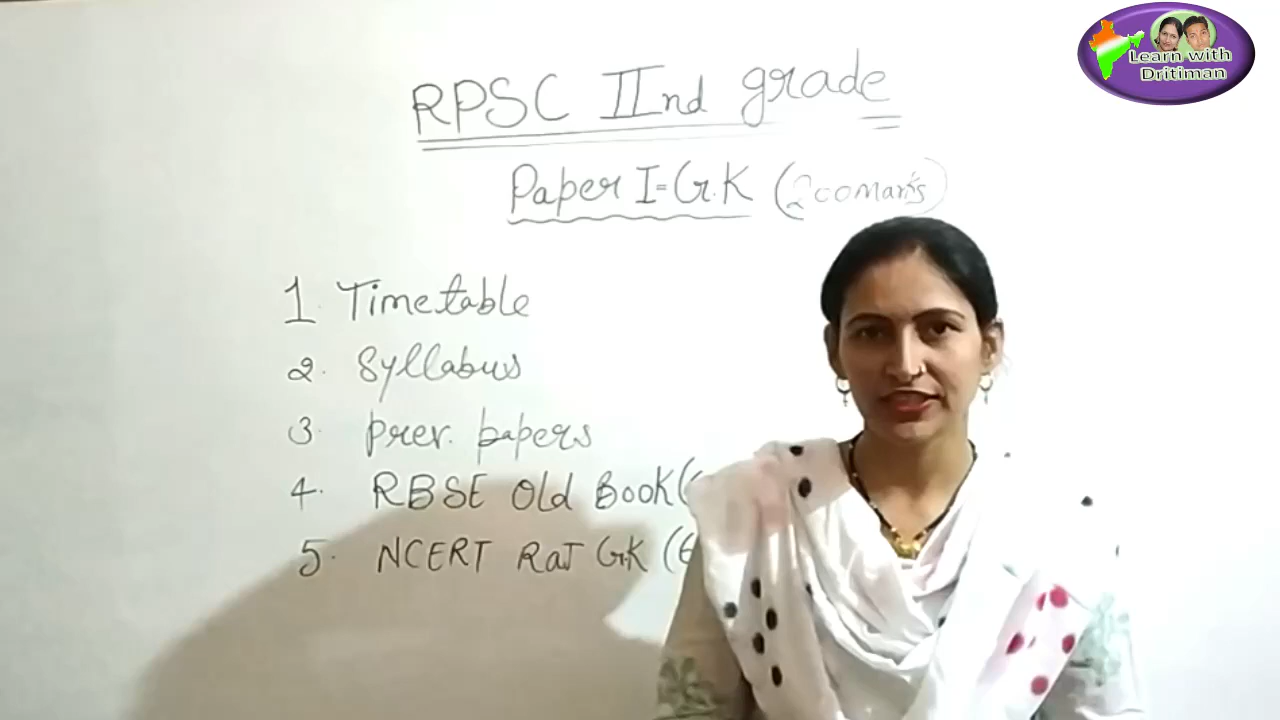 RPSC IInd grade
Paper I = G.K (200 Marks)
1. Timetable
2. Syllabus
3. Prev. papers
4. RBSE Old Book (
5. NCERT Raj GK (6
Learn with
Dritiman